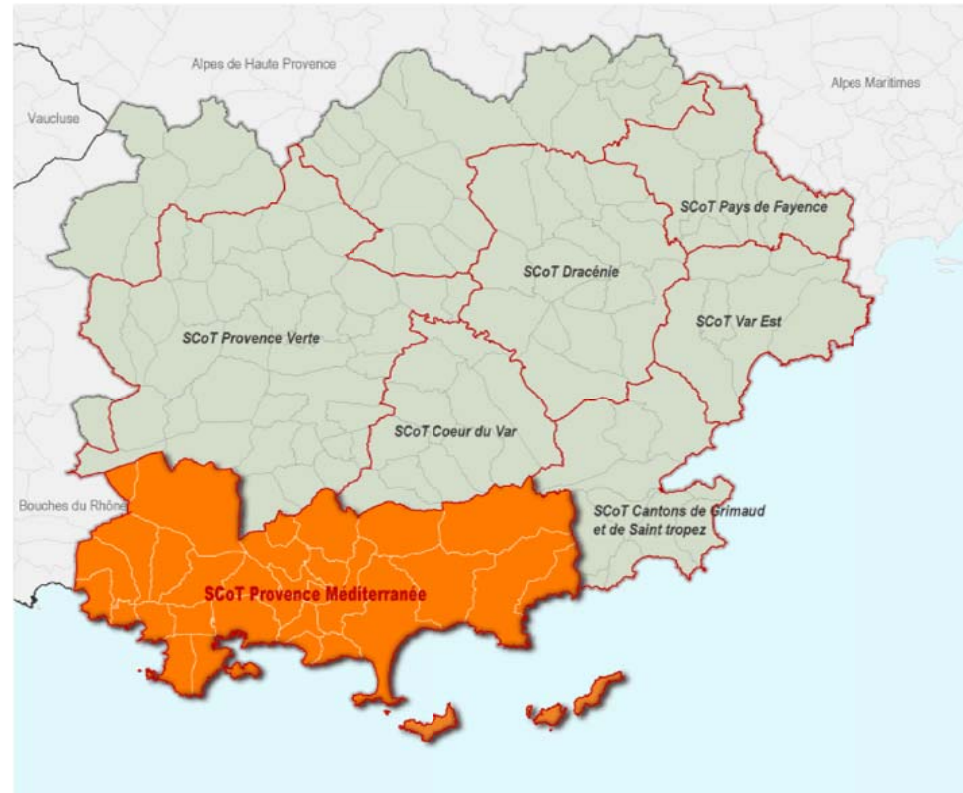 Alpes de Haute Provence
Alpes Maritimes
Vaucluse
SCoT Pays de Fayence
SCoT Dracénie
SCoT Var Est
SCoT Provence Verte
SCoT Coeur du Var
Bouches du Rhône
SCoT Cantons de Grimaud
et de Saint tropez
SCoT Provence Méditerranée